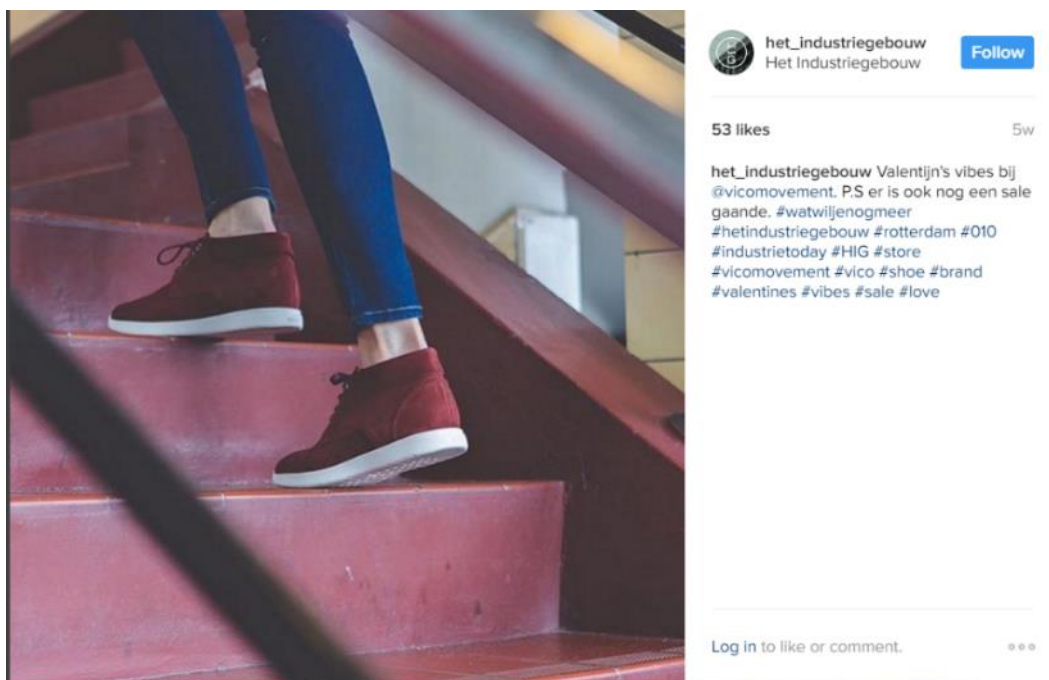 het_industriegebouw
Het Industriegebouw
Follow
53 likes
5w
het_industriegebouw Valentijn's vibes bij
@vicomovement. P.S er is ook nog een sale
gaande. #watwiljenogmeer
#hetindustriegebouw #rotterdam #010
#industrietoday #HIG #store
#vicomovement #vico #shoe #brand
#valentines #vibes #sale #love
Log in to like or comment.